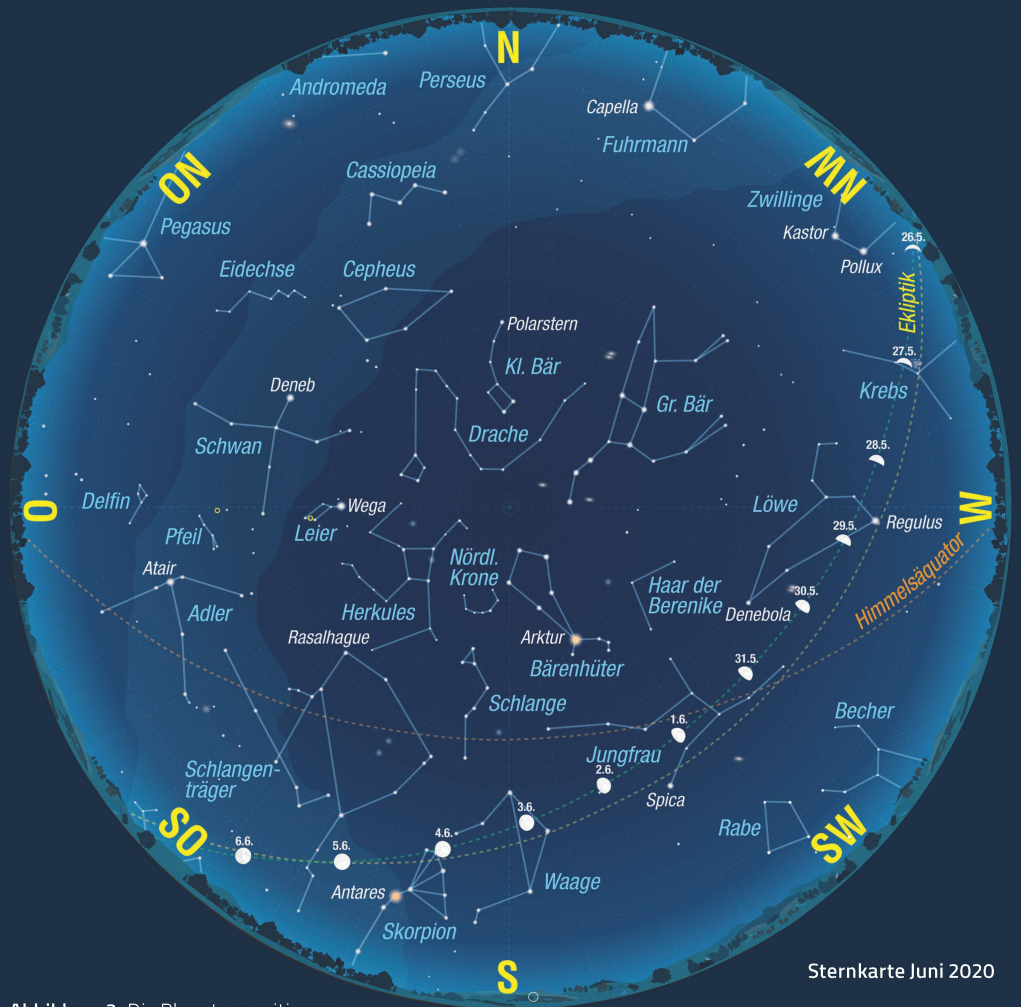 N
Andromeda
Perseus
Capella
Fuhrmann
NO
NW
Cassiopeia
Zwillinge
Kastor
Pollux
26.5.
Pegasus
Eidechse
Cepheus
Ekliptik
Polarstern
Kl. Bär
27.5.
Krebs
Deneb
Schwan
Drache
Gr. Bär
28.5.
O
Delfin
Pfeil
Leier
Wega
Löwe
Regulus
W
29.5.
Himmelsäquator
Atair
Adler
Nördl.
Krone
Herkules
Haar der
Berenike
30.5.
Denebola
Rasalhague
Arktur
Bärenhüter
31.5.
Schlange
1.6.
Becher
Jungfrau
2.6.
Spica
Schlangen-
träger
SO
3.6.
Rabe
SW
6.6.
5.6.
4.6.
Antares
Waage
Skorpion
S
Sternkarte Juni 2020